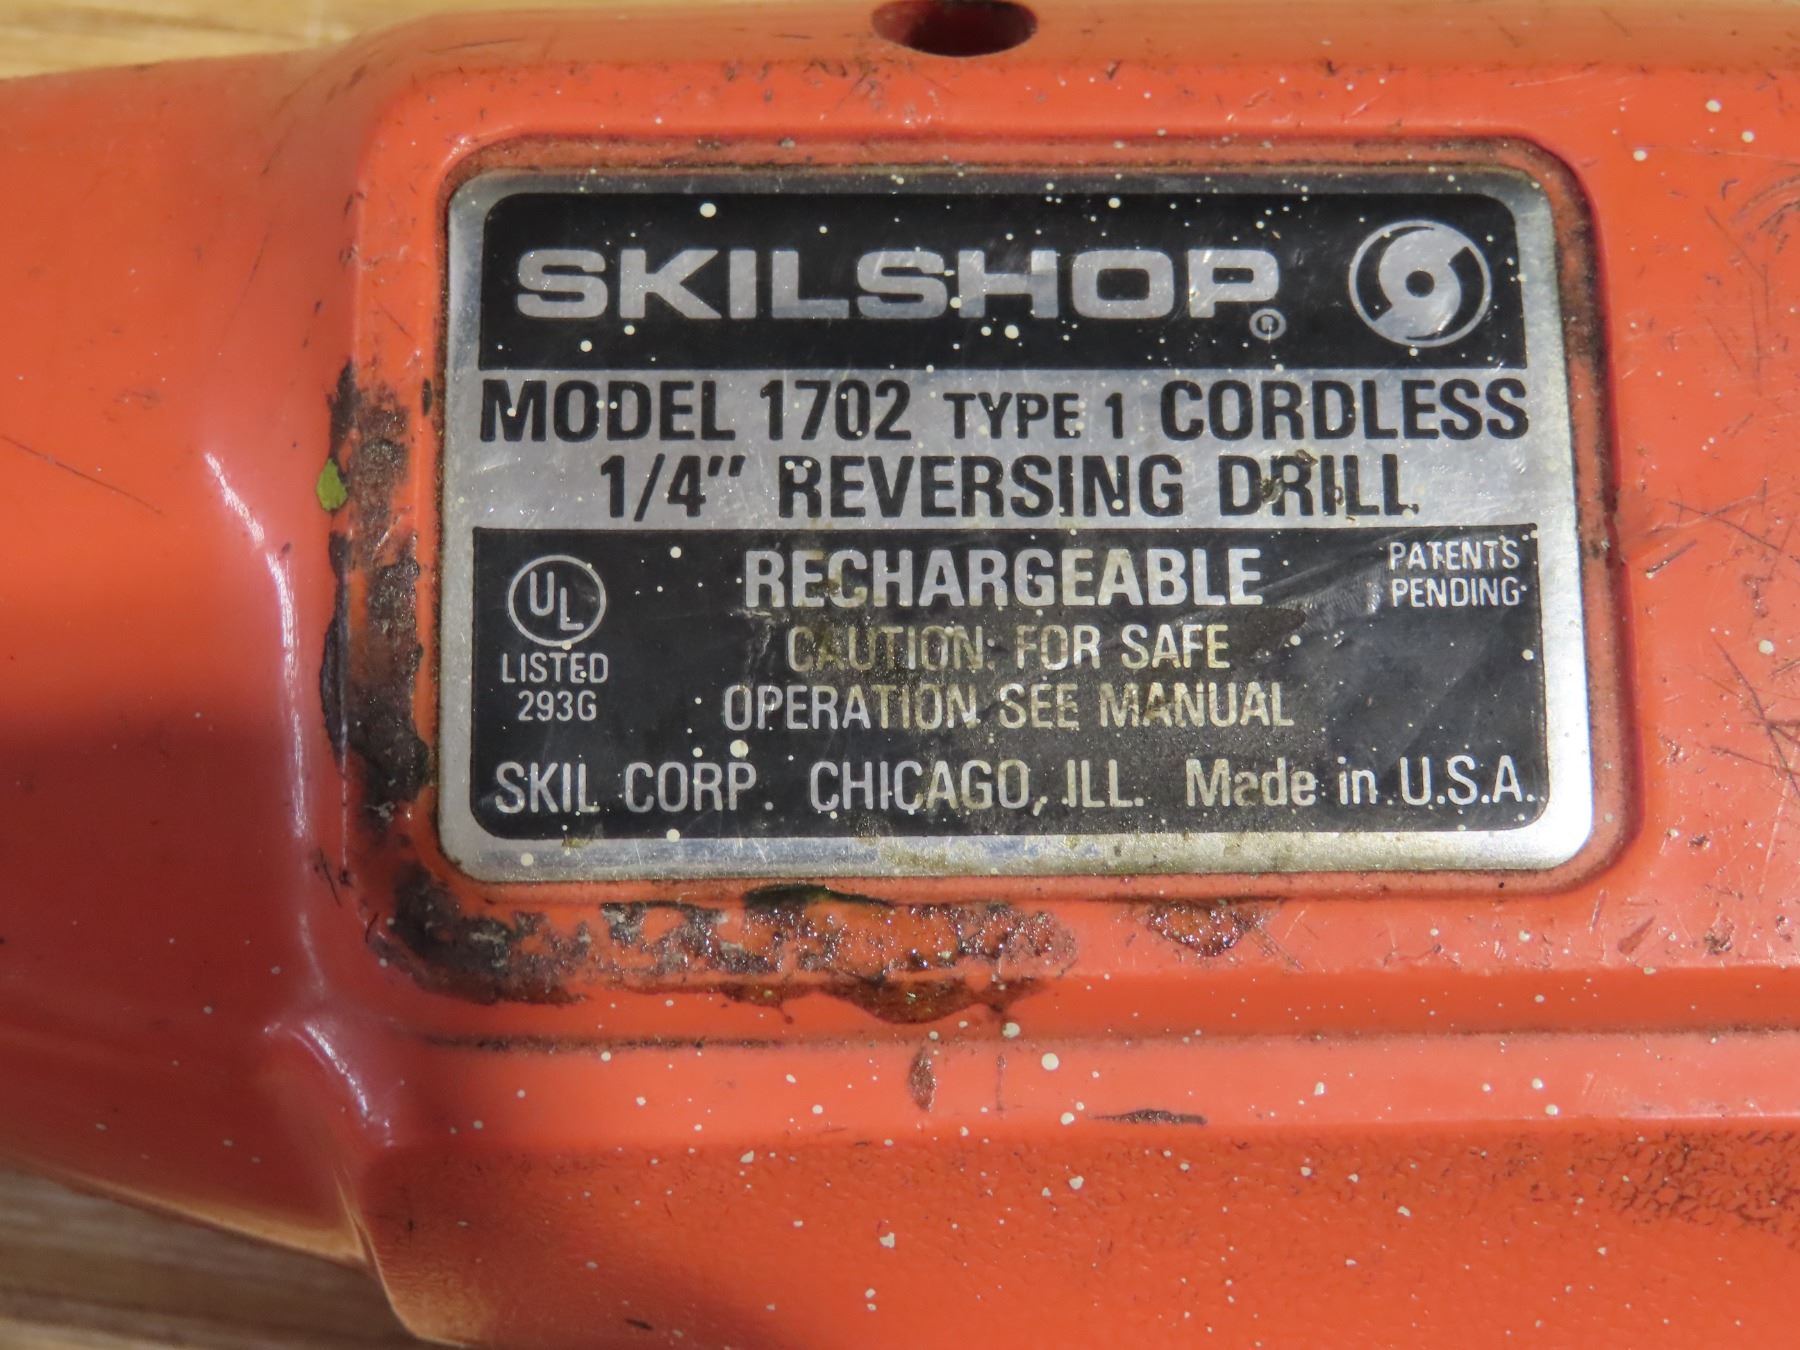 SKILSHOP®
MODEL 1702 TYPE 1 CORDLESS
1/4" REVERSING DRILL
RECHARGEABLE
PATENTS
PENDING
UL
LISTED
293G
CAUTION: FOR SAFE
OPERATION SEE MANUAL
SKIL CORP. CHICAGO, ILL. Made in U.S.A.